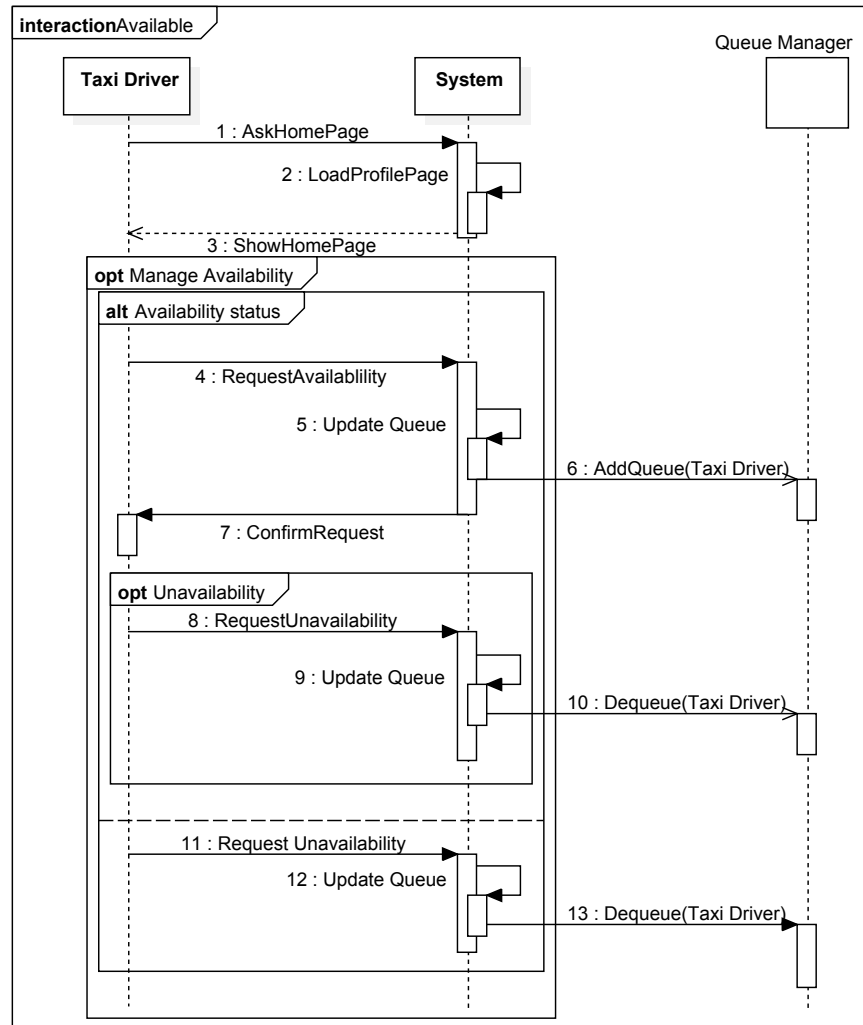 interactionAvailable
Queue Manager
Taxi Driver
System
1 : AskHomePage
2 : LoadProfilePage
3 : ShowHomePage
opt Manage Availability
alt Availability status
4 : RequestAvailablility
5 : Update Queue
6 : AddQueue(Taxi Driver)
7 : ConfirmRequest
opt Unavailability
8 : RequestUnavailability
9 : Update Queue
10 : Dequeue(Taxi Driver)
11 : Request Unavailability
12 : Update Queue
13 : Dequeue(Taxi Driver)